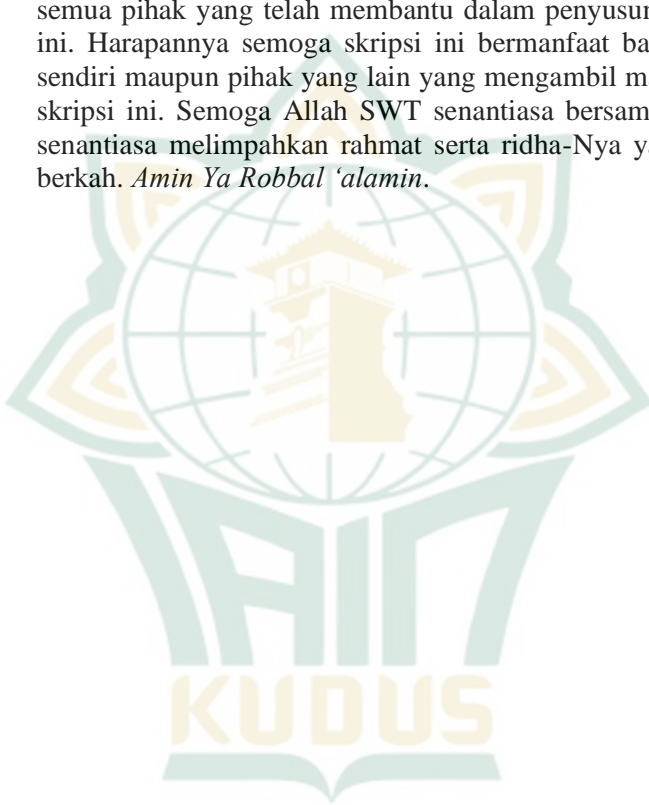 semua pihak yang telah membantu dalam penyusun
ini. Harapannya semoga skripsi ini bermanfaat ba
sendiri maupun pihak yang lain yang mengambil m
skripsi ini. Semoga Allah SWT senantiasa bersam
senantiasa melimpahkan rahmat serta ridha-Nya ya
berkah. Amin Ya Robbal ‘alamin.
IAIN
KUDUS